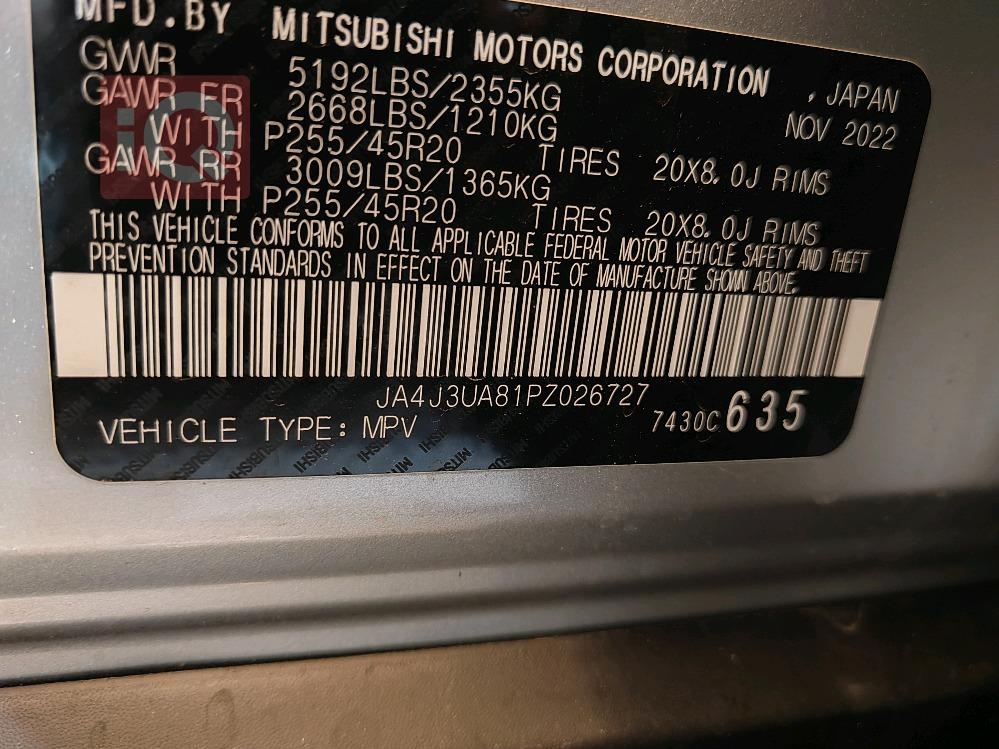 MFD.BY MITSUBISHI MOTORS CORPORATION , JAPAN
GVWR 5192LBS/2355KG NOV 2022
GAWR FR 2668LBS/1210KG
WITH P255/45R20 TIRES 20X8.0J RIMS
GAWR RR 3009LBS/1365KG
WITH P255/45R20 TIRES 20X8.0J RIMS
THIS VEHICLE CONFORMS TO ALL APPLICABLE FEDERAL MOTOR VEHICLE SAFETY AND THEFT
PREVENTION STANDARDS IN EFFECT ON THE DATE OF MANUFACTURE SHOWN ABOVE.
JA4J3UA81PZ026727
VEHICLE TYPE: MPV 7430C 635
iQ